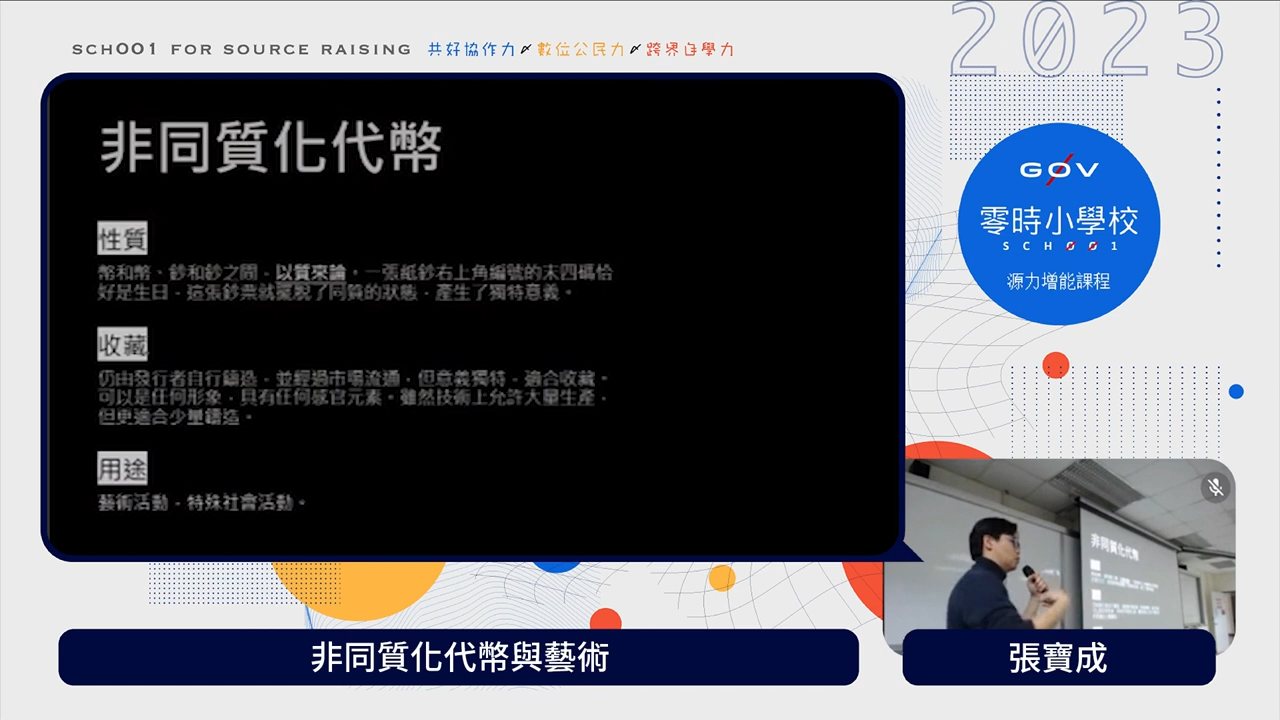 SCHOO1 FOR SOURCE RAISING 共好協作力 數位公民力 跨界自學力
2023
非同質化代幣
性質
幣和幣、鈔和鈔之間，以質來論，一張紙鈔右上角編號的末四碼恰
好是生日，這張鈔票就擺脫了同質的狀態，產生了獨特意義。
收藏
仍由發行者自行鑄造，並經過市場流通，但意義獨特，適合收藏。
可以是任何形象，具有任何感官元素。雖然技術上允許大量生產，
但更適合少量鑄造。
用途
藝術活動，特殊社會活動。
G0V
零時小學校
SCH001
源力增能課程
非同質化代幣
非同質化代幣與藝術
張寶成